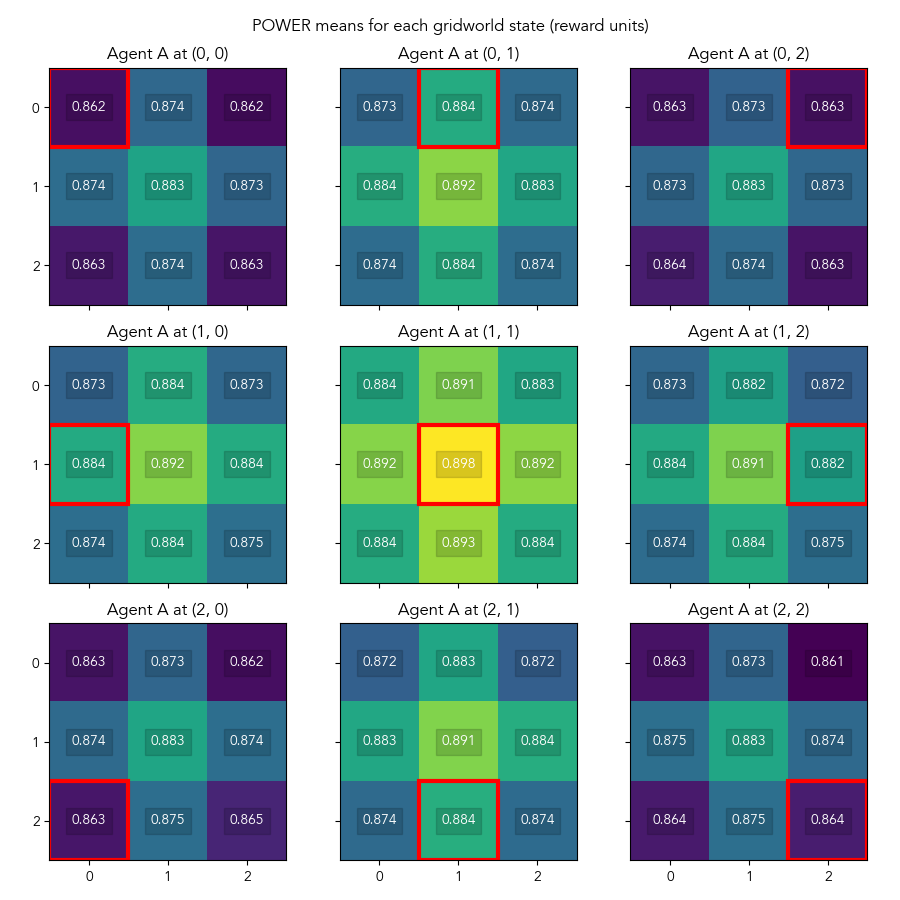 POWER means for each gridworld state (reward units)
Agent A at (0, 0) Agent A at (0, 1) Agent A at (0, 2)
0 0.862 0.874 0.862 0.873 0.884 0.874 0.863 0.873 0.863
1 0.874 0.883 0.873 0.884 0.892 0.883 0.873 0.883 0.873
2 0.863 0.874 0.863 0.874 0.884 0.874 0.864 0.874 0.863
Agent A at (1, 0) Agent A at (1, 1) Agent A at (1, 2)
0 0.873 0.884 0.873 0.884 0.891 0.883 0.873 0.882 0.872
1 0.884 0.892 0.884 0.892 0.898 0.892 0.884 0.891 0.882
2 0.874 0.884 0.875 0.884 0.893 0.884 0.874 0.884 0.875
Agent A at (2, 0) Agent A at (2, 1) Agent A at (2, 2)
0 0.863 0.873 0.862 0.872 0.883 0.872 0.863 0.873 0.861
1 0.874 0.883 0.874 0.883 0.891 0.884 0.875 0.883 0.874
2 0.863 0.875 0.865 0.874 0.884 0.874 0.864 0.875 0.864
0 1 2 0 1 2 0 1 2